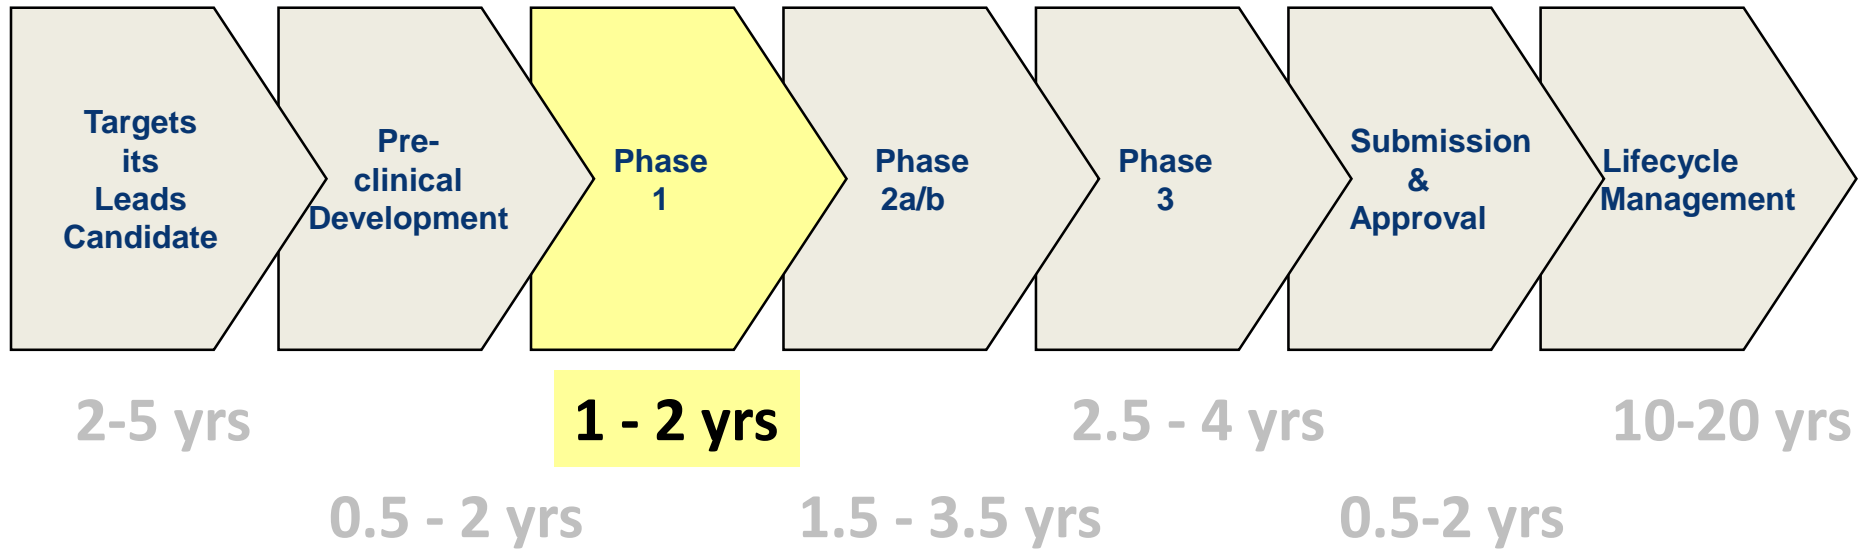 Targets
its
Leads
Candidate
Pre-
clinical
Development
Phase
1
Phase
2a/b
Phase
3
Submission
&
Approval
Lifecycle
Management
2-5 yrs
1 - 2 yrs
2.5 - 4 yrs
10-20 yrs
0.5 - 2 yrs
1.5 - 3.5 yrs
0.5-2 yrs